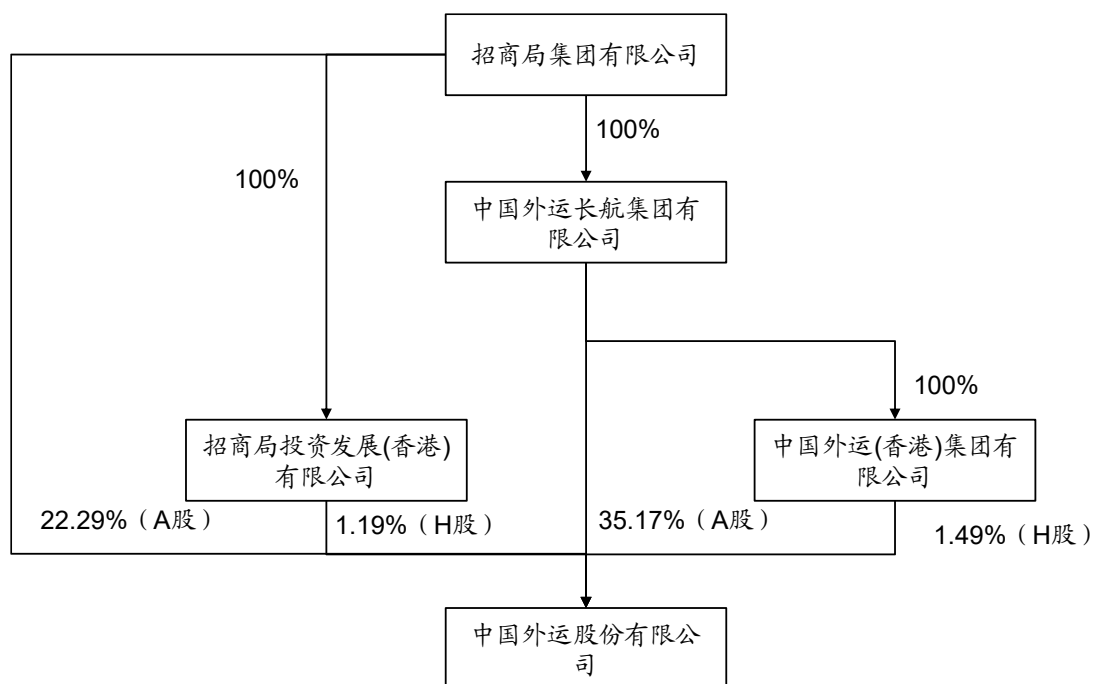 招商局集团有限公司
100%
100%
中国外运长航集团有
限公司
100%
招商局投资发展(香港)
有限公司
中国外运(香港)集团有
限公司
22.29%（A股）
1.19%（H股）
35.17%（A股）
1.49%（H股）
中国外运股份有限公
司